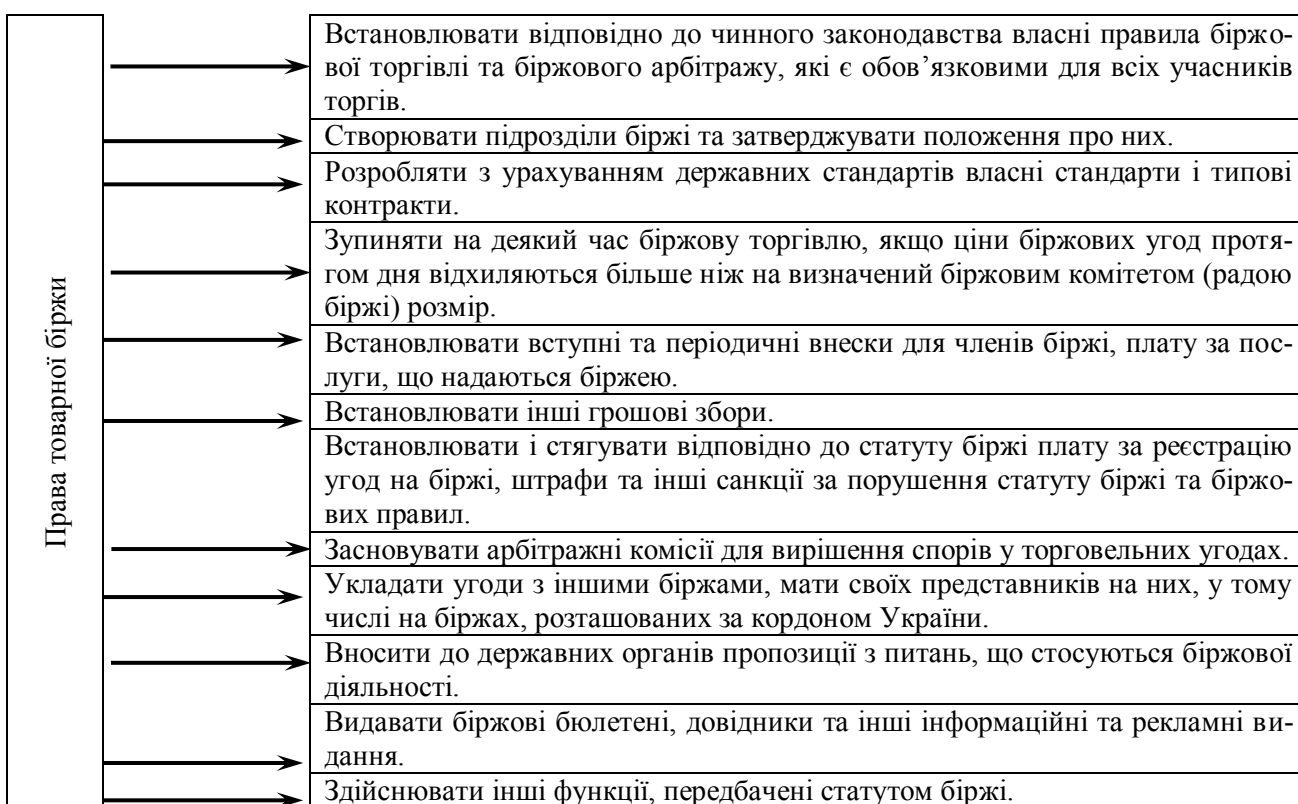 Права товарної біржи
Встановлювати відповідно до чинного законодавства власні правила біржо-
вої торгівлі та біржового арбітражу, які є обов’язковими для всіх учасників
торгів.
Створювати підрозділи біржі та затверджувати положення про них.
Розробляти з урахуванням державних стандартів власні стандарти і типові
контракти.
Зупиняти на деякий час біржову торгівлю, якщо ціни біржових угод протя-
гом дня відхиляються більше ніж на визначений біржовим комітетом (радою
біржі) розмір.
Встановлювати вступні та періодичні внески для членів біржі, плату за пос-
луги, що надаються біржею.
Встановлювати інші грошові збори.
Встановлювати і стягувати відповідно до статуту біржі плату за реєстрацію
угод на біржі, штрафи та інші санкції за порушення статуту біржі та біржо-
вих правил.
Засновувати арбітражні комісії для вирішення спорів у торговельних угодах.
Укладати угоди з іншими біржами, мати своїх представників на них, у тому
числі на біржах, розташованих за кордоном України.
Вносити до державних органів пропозиції з питань, що стосуються біржової
діяльності.
Видавати біржові бюлетені, довідники та інші інформаційні та рекламні ви-
дання.
Здійснювати інші функції, передбачені статутом біржі.